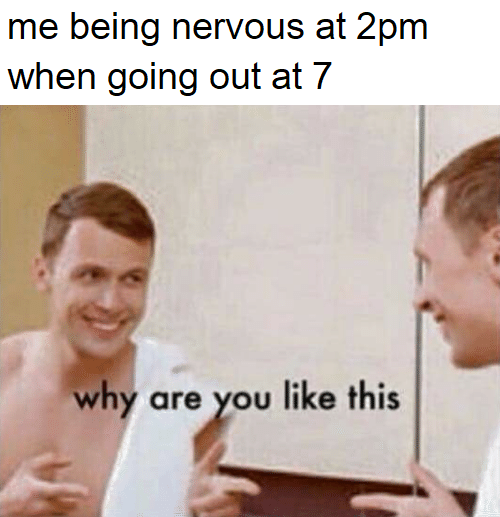 me being nervous at 2pm
when going out at 7
why are you like this